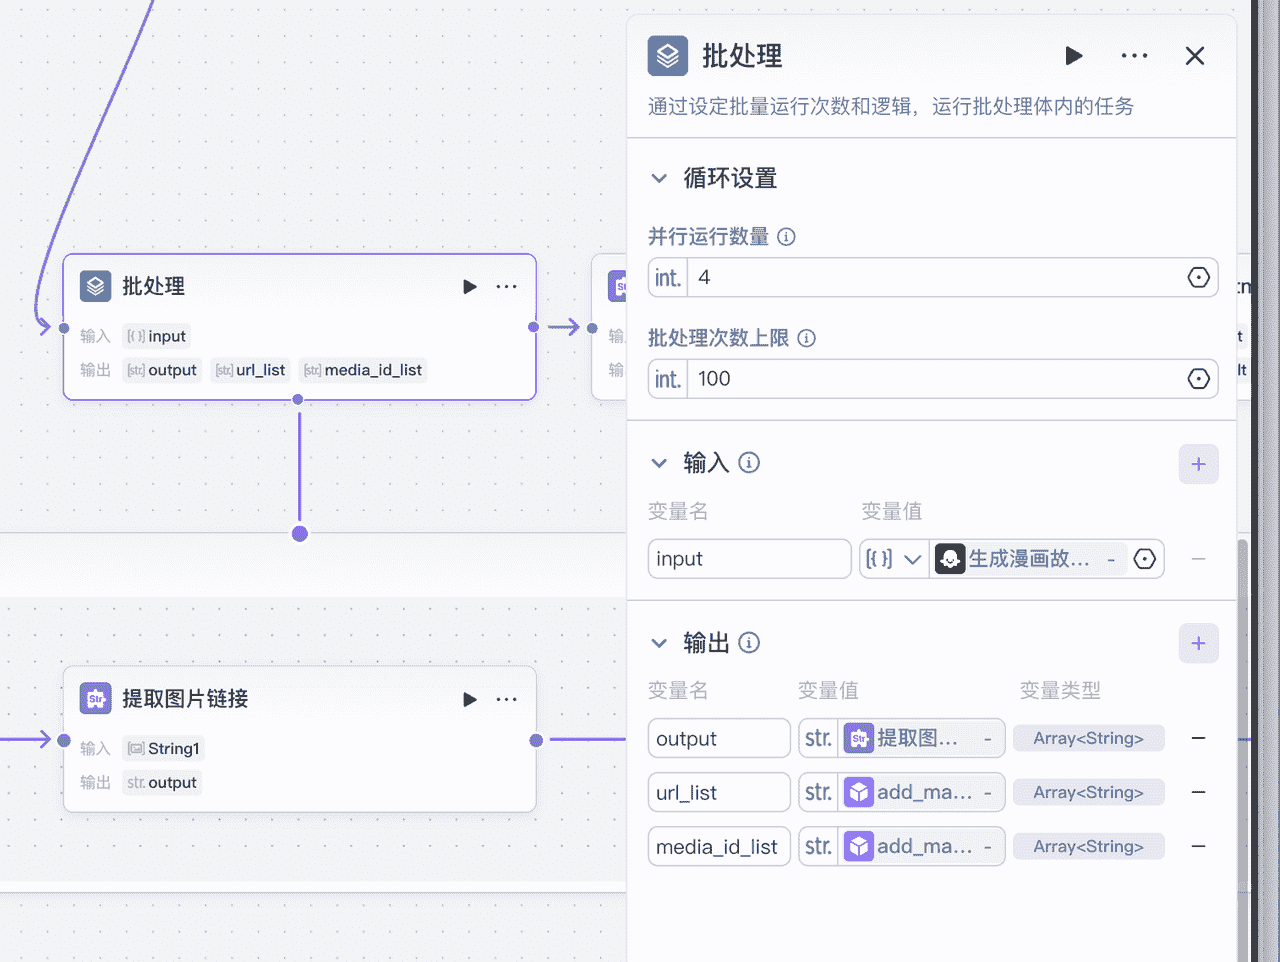 批处理
输入 [()] input
输出 [str] output [str] url_list [str] media_id_list
提取图片链接
输入 String1
输出 str. output
批处理
通过设定批量运行次数和逻辑，运行批处理体内的任务
循环设置
并行运行数量
int. 4
批处理次数上限
int. 100
输入
变量名 变量值
input [{}] 生成漫画故... -
输出
变量名 变量值 变量类型
output str. Str 提取图... - Array<String>
url_list str. add_ma... - Array<String>
media_id_list str. add_ma... - Array<String>